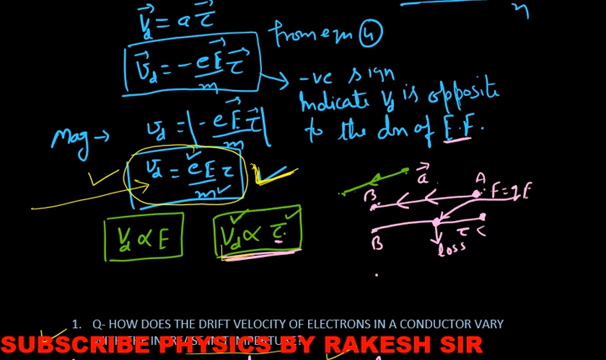 V⃗d = a τ⃗
n
from eqn 4
V⃗d = -eE⃗/m τ⃗
-ve sign
Indicate Vd is opposite
to the drn of E.F.
Mag → vd = |-eE⃗τ⃗/m|
vd = eEτ/m
Vd ∝ E
Vd ∝ τ
a⃗
B
A
F=qE
B
τ
C
loss
1. Q- HOW DOES THE DRIFT VELOCITY OF ELECTRONS IN A CONDUCTOR VARY
SUBSCRIBE PHYSICS BY RAKESH SIR